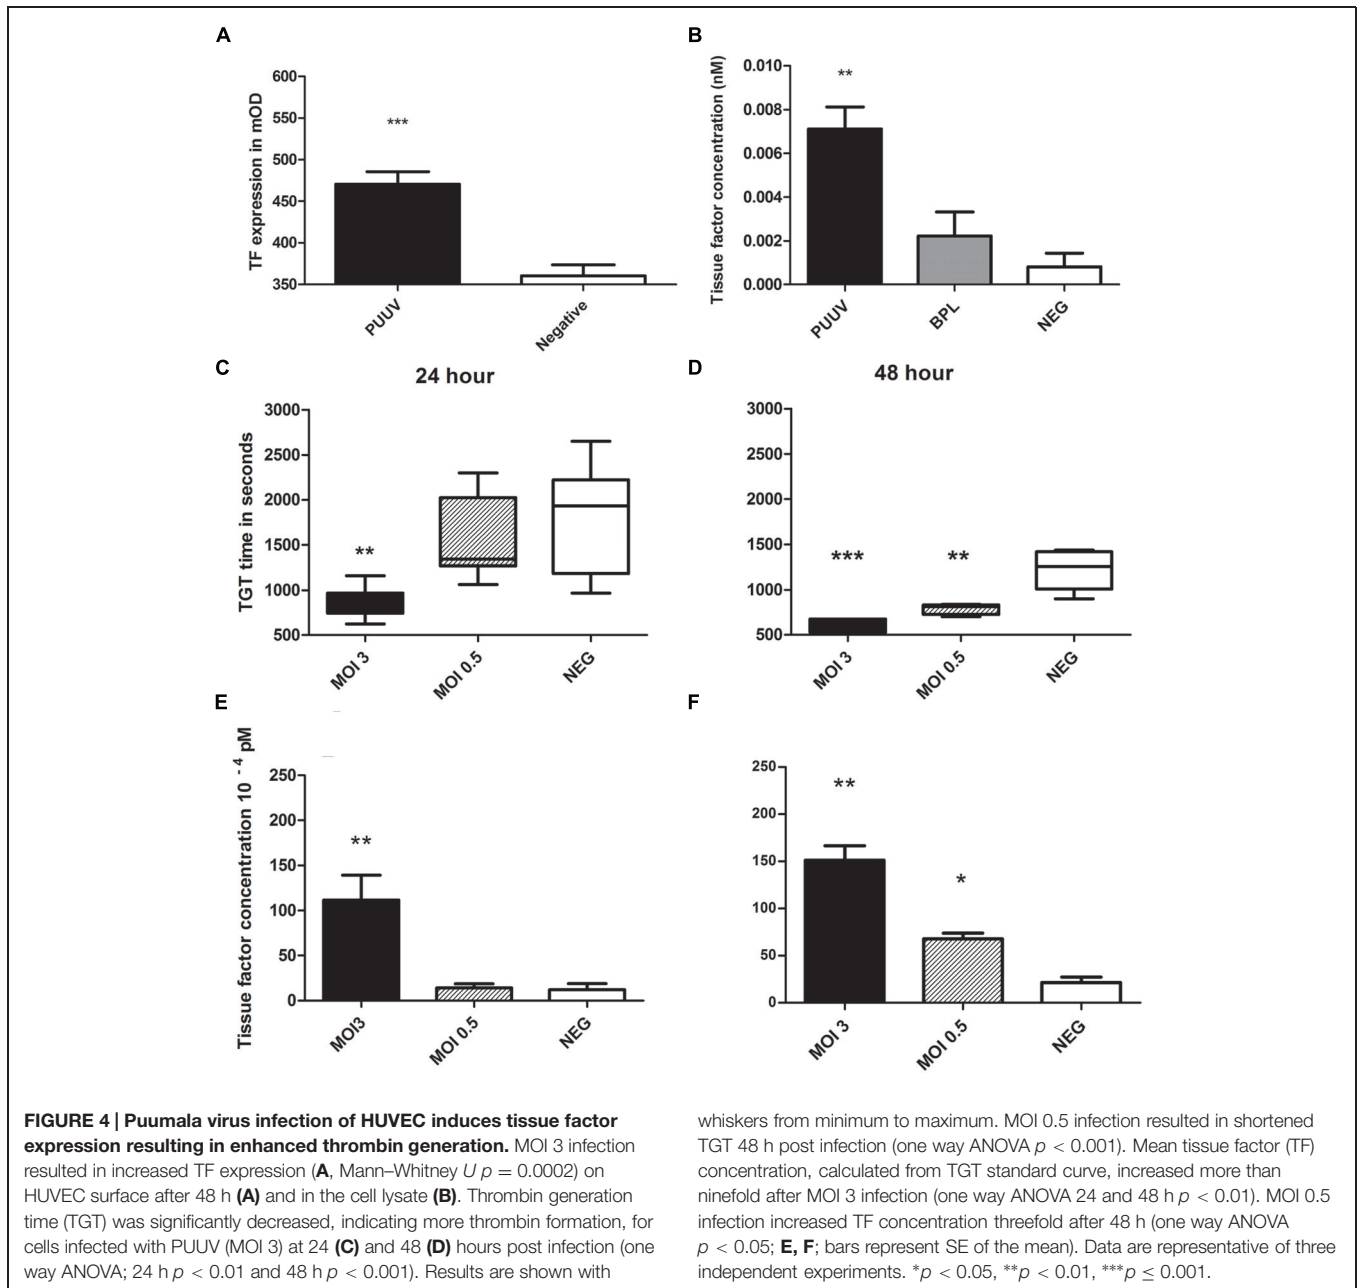 A
TF expression in mOD
600
550
500
450
400
350
***
PUUV
Negative
B
Tissue factor concentration (nM)
0.010
0.008
0.006
0.004
0.002
0.000
**
PUUV
BPL
NEG
C
24 hour
TGT time in seconds
3000
2500
2000
1500
1000
500
**
MOI 3
MOI 0.5
NEG
D
48 hour
3000
2500
2000
1500
1000
500
***
**
MOI 3
MOI 0.5
NEG
E
Tissue factor concentration 10⁻⁴ pM
250
200
150
100
50
0
**
MOI3
MOI 0.5
NEG
F
250
200
150
100
50
0
**
*
MOI 3
MOI 0.5
NEG
FIGURE 4 | Puumala virus infection of HUVEC induces tissue factor
expression resulting in enhanced thrombin generation. MOI 3 infection
resulted in increased TF expression (A, Mann–Whitney U p = 0.0002) on
HUVEC surface after 48 h (A) and in the cell lysate (B). Thrombin generation
time (TGT) was significantly decreased, indicating more thrombin formation, for
cells infected with PUUV (MOI 3) at 24 (C) and 48 (D) hours post infection (one
way ANOVA; 24 h p < 0.01 and 48 h p < 0.001). Results are shown with
whiskers from minimum to maximum. MOI 0.5 infection resulted in shortened
TGT 48 h post infection (one way ANOVA p < 0.001). Mean tissue factor (TF)
concentration, calculated from TGT standard curve, increased more than
ninefold after MOI 3 infection (one way ANOVA 24 and 48 h p < 0.01). MOI 0.5
infection increased TF concentration threefold after 48 h (one way ANOVA
p < 0.05; E, F; bars represent SE of the mean). Data are representative of three
independent experiments. *p < 0.05, **p < 0.01, ***p ≤ 0.001.